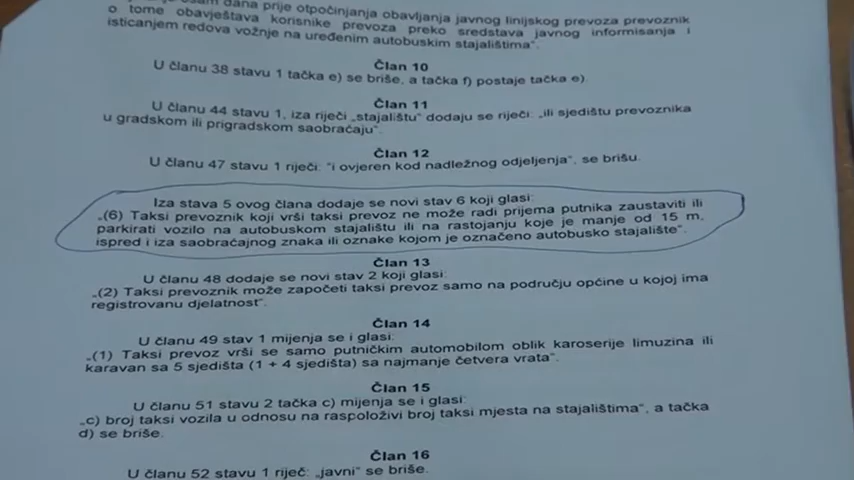 dana prije otpočinjanja obavljanja javnog linijskog prevoza prevoznik
o tome obavještava korisnike prevoza preko sredstava javnog informisanja i
isticanjem redova vožnje na uređenim autobuskim stajalištima“.
Član 10
U članu 38 stavu 1 tačka e) se briše, a tačka f) postaje tačka e).
Član 11
U članu 44 stavu 1, iza riječi „stajalištu“ dodaju se riječi: „ili sjedištu prevoznika
u gradskom ili prigradskom saobraćaju“.
Član 12
U članu 47 stavu 1 riječi: “i ovjeren kod nadležnog odjeljenja“, se brišu.
Iza stava 5 ovog člana dodaje se novi stav 6 koji glasi:
„(6) Taksi prevoznik koji vrši taksi prevoz ne može radi prijema putnika zaustaviti ili
parkirati vozilo na autobuskom stajalištu ili na rastojanju koje je manje od 15 m,
ispred i iza saobraćajnog znaka ili oznake kojom je označeno autobusko stajalište“.
Član 13
U članu 48 dodaje se novi stav 2 koji glasi:
„(2) Taksi prevoznik može započeti taksi prevoz samo na području općine u kojoj ima
registrovanu djelatnost“.
Član 14
U članu 49 stav 1 mijenja se i glasi:
„(1) Taksi prevoz vrši se samo putničkim automobilom oblik karoserije limuzina ili
karavan sa 5 sjedišta (1 + 4 sjedišta) sa najmanje četvera vrata“.
Član 15
U članu 51 stavu 2 tačka c) mijenja se i glasi:
„c) broj taksi vozila u odnosu na raspoloživi broj taksi mjesta na stajalištima“, a tačka
d) se briše.
Član 16
U članu 52 stavu 1 riječ: „javni“ se briše.